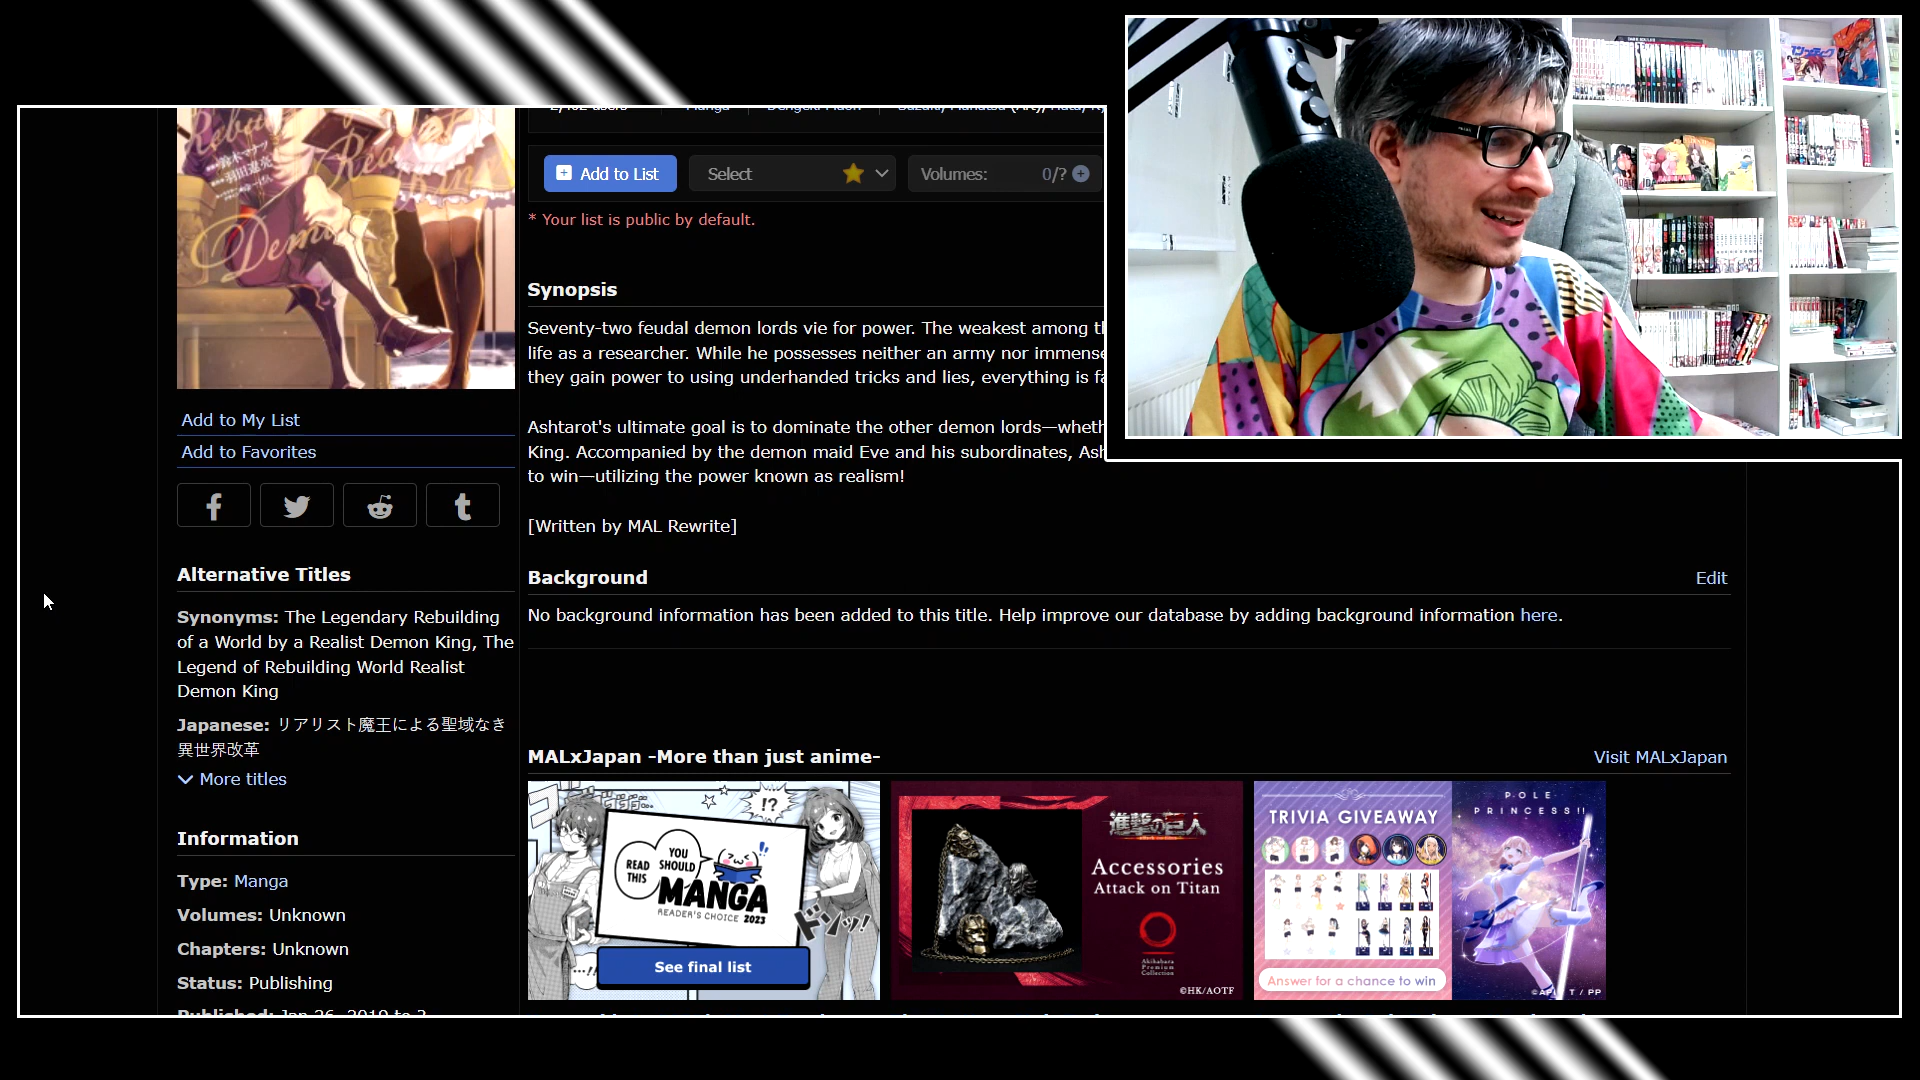 Add to List
Select
Volumes: 0/?
* Your list is public by default.
Synopsis
Seventy-two feudal demon lords vie for power. The weakest among
life as a researcher. While he possesses neither an army nor immense
they gain power to using underhanded tricks and lies, everything is
Ashtarot's ultimate goal is to dominate the other demon lords—
King. Accompanied by the demon maid Eve and his subordinates,
to win—utilizing the power known as realism!
[Written by MAL Rewrite]
Add to My List
Add to Favorites
Alternative Titles
Synonyms: The Legendary Rebuilding
of a World by a Realist Demon King, The
Legend of Rebuilding World Realist
Demon King
Japanese: リアリスト魔王による聖域なき
異世界改革
More titles
Information
Type: Manga
Volumes: Unknown
Chapters: Unknown
Status: Publishing
Background
Edit
No background information has been added to this title. Help improve our database by adding background information here.
MALxJapan -More than just anime-
Visit MALxJapan
!?
READ
THIS
YOU
SHOULD
MANGA
READER'S CHOICE 2023
See final list
進撃の巨人
Accessories
Attack on Titan
Akihabara
Premium
Collection
©HK/AOTF
TRIVIA GIVEAWAY
Answer for a chance to win
POLE
PRINCESS!!